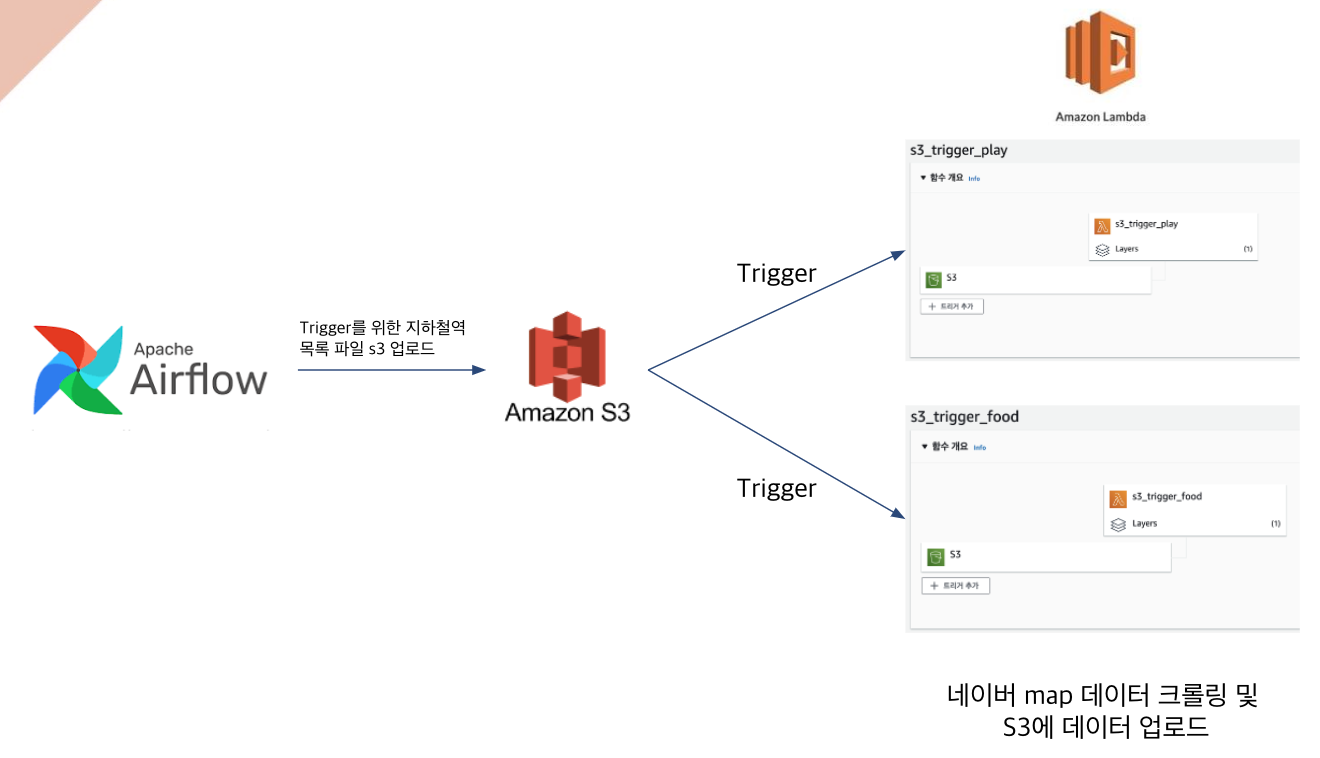 Amazon Lambda
s3_trigger_play
▼ 함수 개요 Info
s3_trigger_play
Layers (1)
S3
+ 트리거 추가
Trigger
Apache
Airflow
Trigger를 위한 지하철역
목록 파일 s3 업로드
Amazon S3
s3_trigger_food
▼ 함수 개요 Info
s3_trigger_food
Layers (1)
S3
+ 트리거 추가
Trigger
네이버 map 데이터 크롤링 및
S3에 데이터 업로드